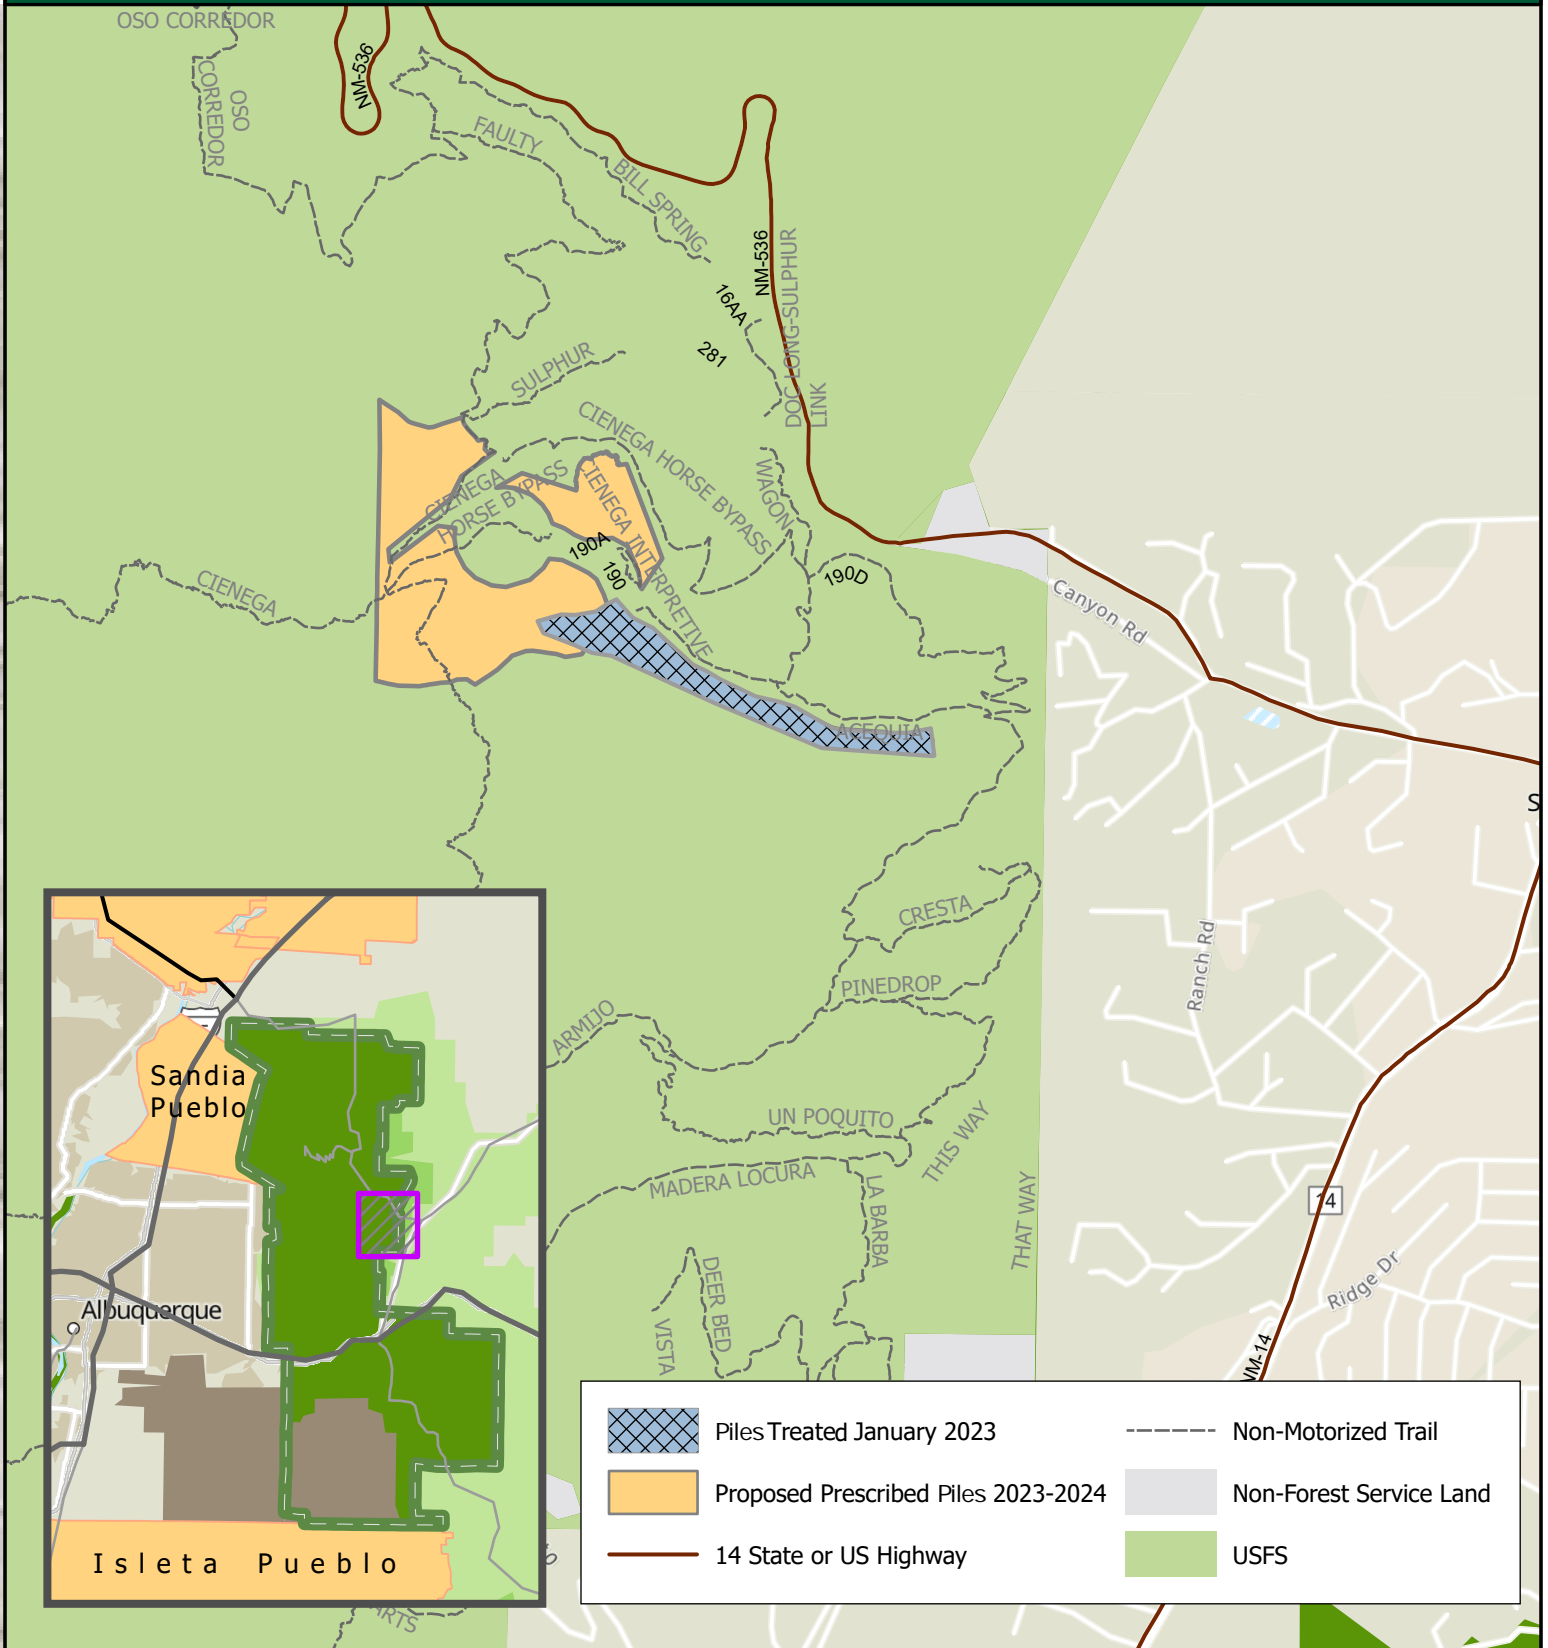 OSO CORREDOR
NM-536
OSO
CORREDOR
FAULTY
BILL SPRING
NM-536
DOC LONG-SULPHUR
LINK
16AA
281
SULPHUR
CIENEGA HORSE BYPASS
WAGON
CIENEGA
HORSE BYPASS
CIENEGA INTERPRETIVE
190A
190
190D
CIENEGA
Canyon Rd
ACEQUIA
S
CRESTA
PINEDROP
Ranch Rd
ARMIJO
UN POQUITO
THIS WAY
MADERA LOCURA
LA BARBA
THAT WAY
14
DEER BED
VISTA
Ridge Dr
NM-14
Sandia
Pueblo
Albuquerque
Isleta Pueblo
ARTS
Piles Treated January 2023
Proposed Prescribed Piles 2023-2024
14 State or US Highway
Non-Motorized Trail
Non-Forest Service Land
USFS